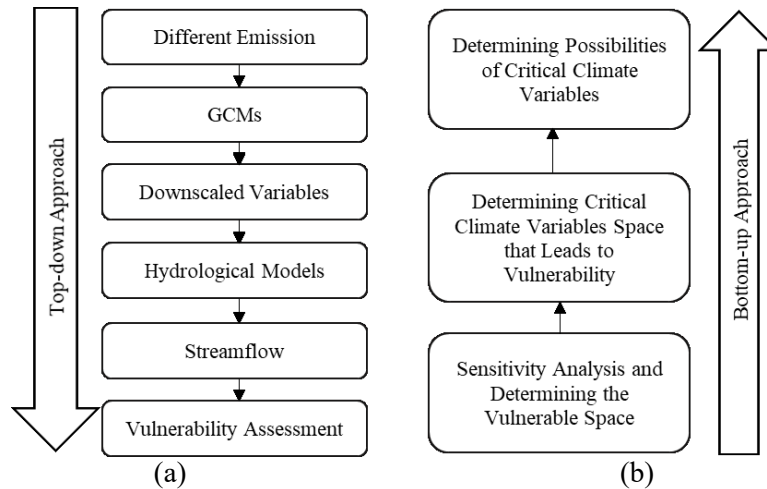 Top-down Approach
Different Emission
GCMs
Downscaled Variables
Hydrological Models
Streamflow
Vulnerability Assessment
(a)
Determining Possibilities
of Critical Climate
Variables
Determining Critical
Climate Variables Space
that Leads to
Vulnerability
Sensitivity Analysis and
Determining the
Vulnerable Space
Bottom-up Approach
(b)